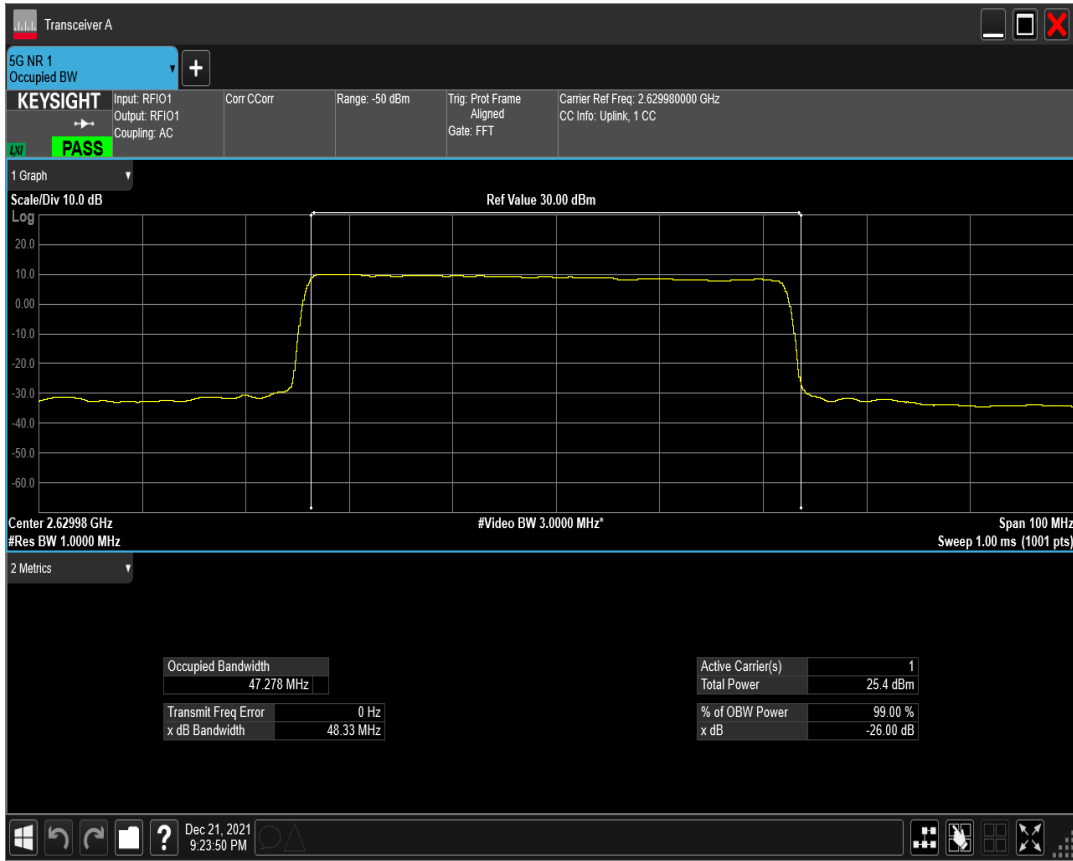 Transceiver A
5G NR 1
Occupied BW
KEYSIGHT
Input: RFIO1
Output: RFIO1
Coupling: AC
Corr CCorr
Range: -50 dBm
Trig: Prot Frame
Aligned
Gate: FFT
Carrier Ref Freq: 2.629980000 GHz
CC Info: Uplink, 1 CC
LXI
PASS
1 Graph
Scale/Div 10.0 dB
Ref Value 30.00 dBm
Log
20.0
10.0
0.00
-10.0
-20.0
-30.0
-40.0
-50.0
-60.0
Center 2.62998 GHz
#Video BW 3.0000 MHz*
Span 100 MHz
#Res BW 1.0000 MHz
Sweep 1.00 ms (1001 pts)
2 Metrics
Occupied Bandwidth
47.278 MHz
Transmit Freq Error 0 Hz
x dB Bandwidth 48.33 MHz
Active Carrier(s) 1
Total Power 25.4 dBm
% of OBW Power 99.00 %
x dB -26.00 dB
Dec 21, 2021
9:23:50 PM